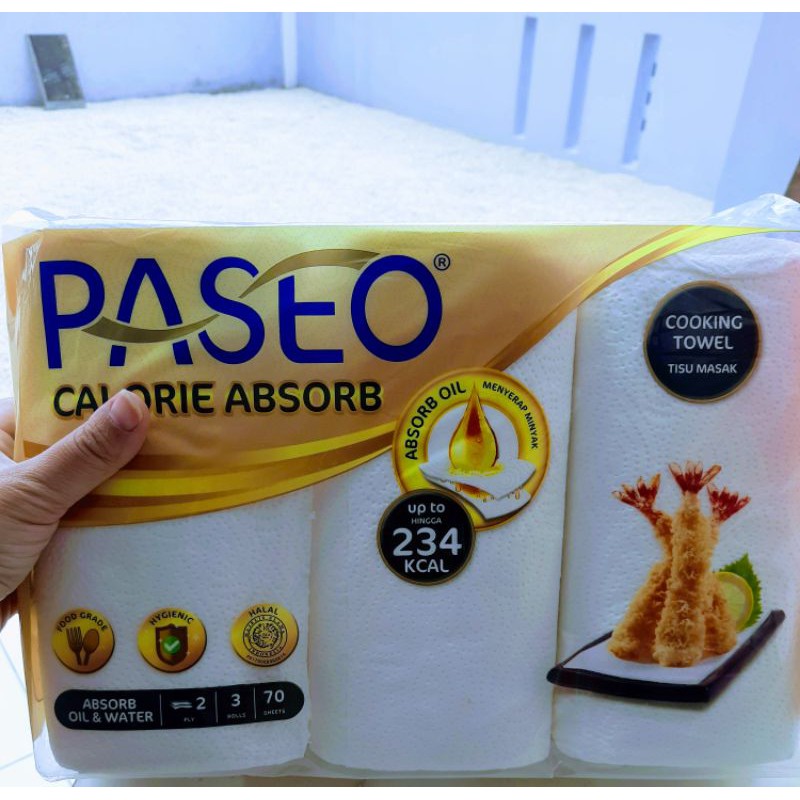 PASEO®
CALORIE ABSORB
COOKING
TOWEL
TISU MASAK
ABSORB OIL
MENYERAP MINYAK
up to
HINGGA
234
KCAL
FOOD GRADE
HYGIENIC
HALAL
ABSORB
OIL & WATER
2
PLY
3
ROLLS
70
SHEETS